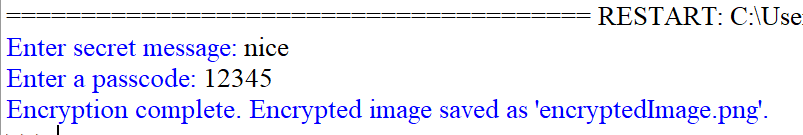 ======================================= RESTART: C:\Use
Enter secret message: nice
Enter a passcode: 12345
Encryption complete. Encrypted image saved as 'encryptedImage.png'.